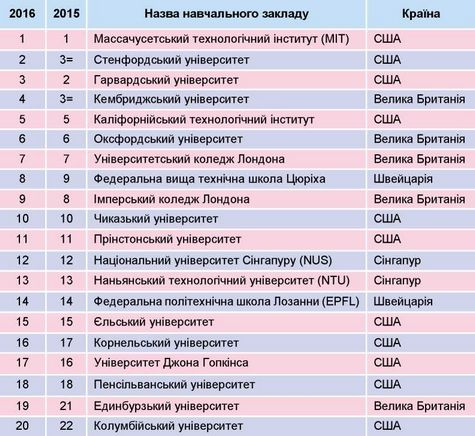 2016 2015 Назва навчального закладу Країна
1 1 Массачусетський технологічний інститут (MIT) США
2 3= Стенфордський університет США
3 2 Гарвардський університет США
4 3= Кембриджський університет Велика Британія
5 5 Каліфорнійський технологічний інститут США
6 6 Оксфордський університет Велика Британія
7 7 Університетський коледж Лондона Велика Британія
8 9 Федеральна вища технічна школа Цюріха Швейцарія
9 8 Імперський коледж Лондона Велика Британія
10 10 Чиказький університет США
11 11 Прінстонський університет США
12 12 Національний університет Сінгапуру (NUS) Сінгапур
13 13 Наньянський технологічний університет (NTU) Сінгапур
14 14 Федеральна політехнічна школа Лозанни (EPFL) Швейцарія
15 15 Єльський університет США
16 17 Корнельський університет США
17 16 Університет Джона Гопкінса США
18 18 Пенсільванський університет США
19 21 Единбурзький університет Велика Британія
20 22 Колумбійський університет США